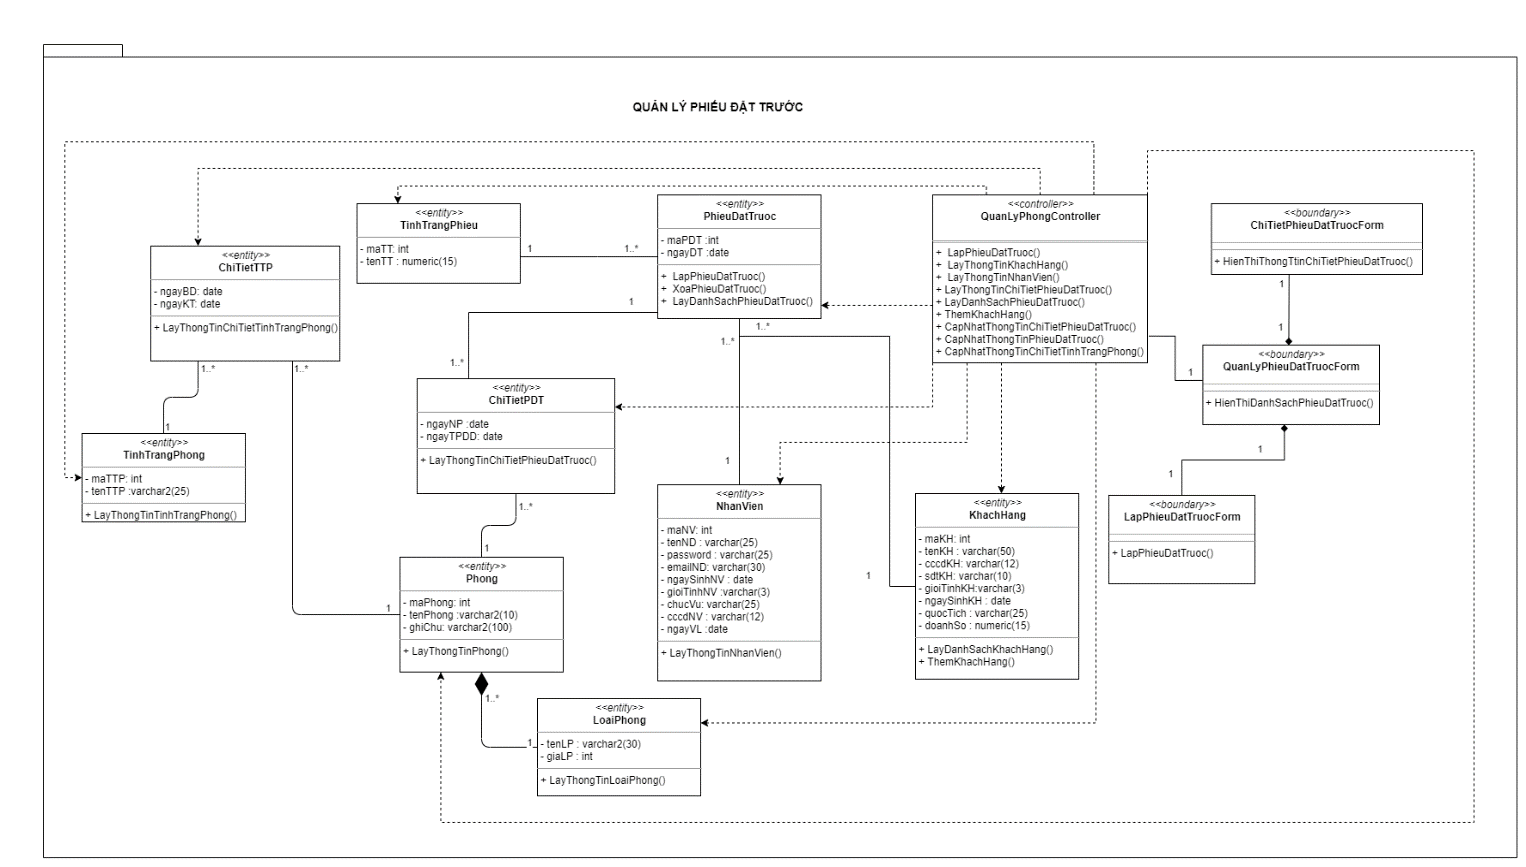 QUẢN LÝ PHIẾU ĐẶT TRƯỚC
<<entity>>
TinhTrangPhieu
- maTT: int
- tenTT : numeric(15)
1
1..*
<<entity>>
PhieuDatTruoc
- maPDT :int
- ngayDT :date
+ LapPhieuDatTruoc()
+ XoaPhieuDatTruoc()
+ LayDanhSachPhieuDatTruoc()
<<controller>>
QuanLyPhongController
+ LapPhieuDatTruoc()
+ LayThongTinKhachHang()
+ LayThongTinNhanVien()
+ LayThongTinChiTietPhieuDatTruoc()
+ LayDanhSachPhieuDatTruoc()
+ ThemKhachHang()
+ CapNhatThongTinChiTietPhieuDatTruoc()
+ CapNhatThongTinPhieuDatTruoc()
+ CapNhatThongTinChiTietTinhTrangPhong()
<<boundary>>
ChiTietPhieuDatTruocForm
+ HienThiThongTtinChiTietPhieuDatTruoc()
1
1
<<entity>>
ChiTietTTP
- ngayBD: date
- ngayKT: date
+ LayThongTinChiTietTinhTrangPhong()
1..*
1..*
1
1..*
1..*
1..*
<<boundary>>
QuanLyPhieuDatTruocForm
+ HienThiDanhSachPhieuDatTruoc()
1
1
1
<<entity>>
ChiTietPDT
- ngayNP :date
- ngayTPDD: date
+ LayThongTinChiTietPhieuDatTruoc()
1..*
1
<<entity>>
TinhTrangPhong
- maTTP: int
- tenTTP :varchar2(25)
+ LayThongTinTinhTrangPhong()
1
<<entity>>
NhanVien
- maNV: int
- tenND : varchar(25)
- password : varchar(25)
- emailND: varchar(30)
- ngaySinhNV : date
- gioiTinhNV :varchar(3)
- chucVu: varchar(25)
- cccdNV : varchar(12)
- ngayVL :date
+ LayThongTinNhanVien()
1
1
<<entity>>
KhachHang
- maKH: int
- tenKH : varchar(50)
- cccdKH: varchar(12)
- sdtKH: varchar(10)
- gioiTinhKH:varchar(3)
- ngaySinhKH : date
- quocTich : varchar(25)
- doanhSo : numeric(15)
+ LayDanhSachKhachHang()
+ ThemKhachHang()
<<boundary>>
LapPhieuDatTruocForm
+ LapPhieuDatTruoc()
<<entity>>
Phong
- maPhong: int
- tenPhong :varchar2(10)
- ghiChu: varchar2(100)
+ LayThongTinPhong()
1
1
1..*
1
<<entity>>
LoaiPhong
- tenLP : varchar2(30)
- giaLP : int
+ LayThongTinLoaiPhong()